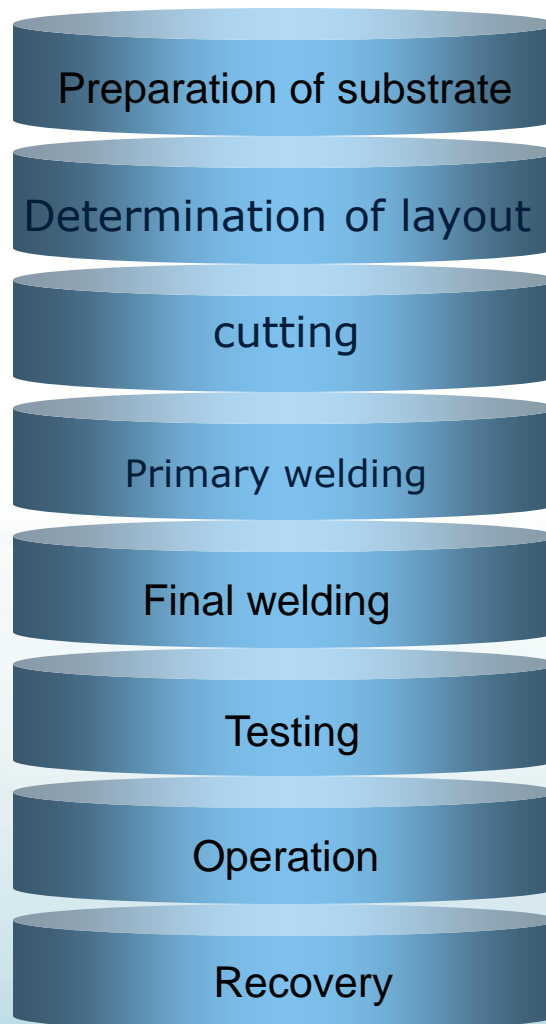 Preparation of substrate
Determination of layout
cutting
Primary welding
Final welding
Testing
Operation
Recovery